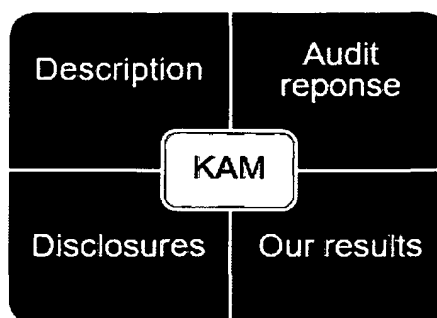 Description
Audit
reponse
KAM
Disclosures
Our results